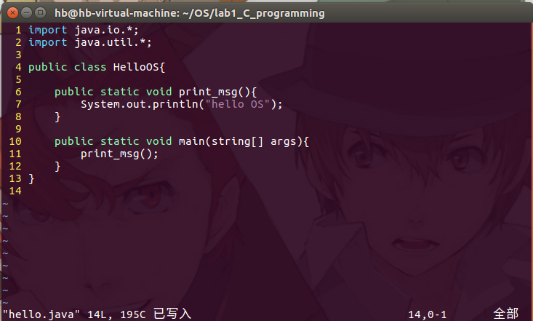 hb@hb-virtual-machine: ~/OS/lab1_C_programming
1 import java.io.*;
2 import java.util.*;
3
4 public class HelloOS{
5
6     public static void print_msg(){
7         System.out.println("hello OS");
8     }
9
10     public static void main(string[] args){
11         print_msg();
12     }
13 }
14
~
~
~
~
~
~
~
~
"hello.java" 14L, 195C 已写入 14,0-1 全部